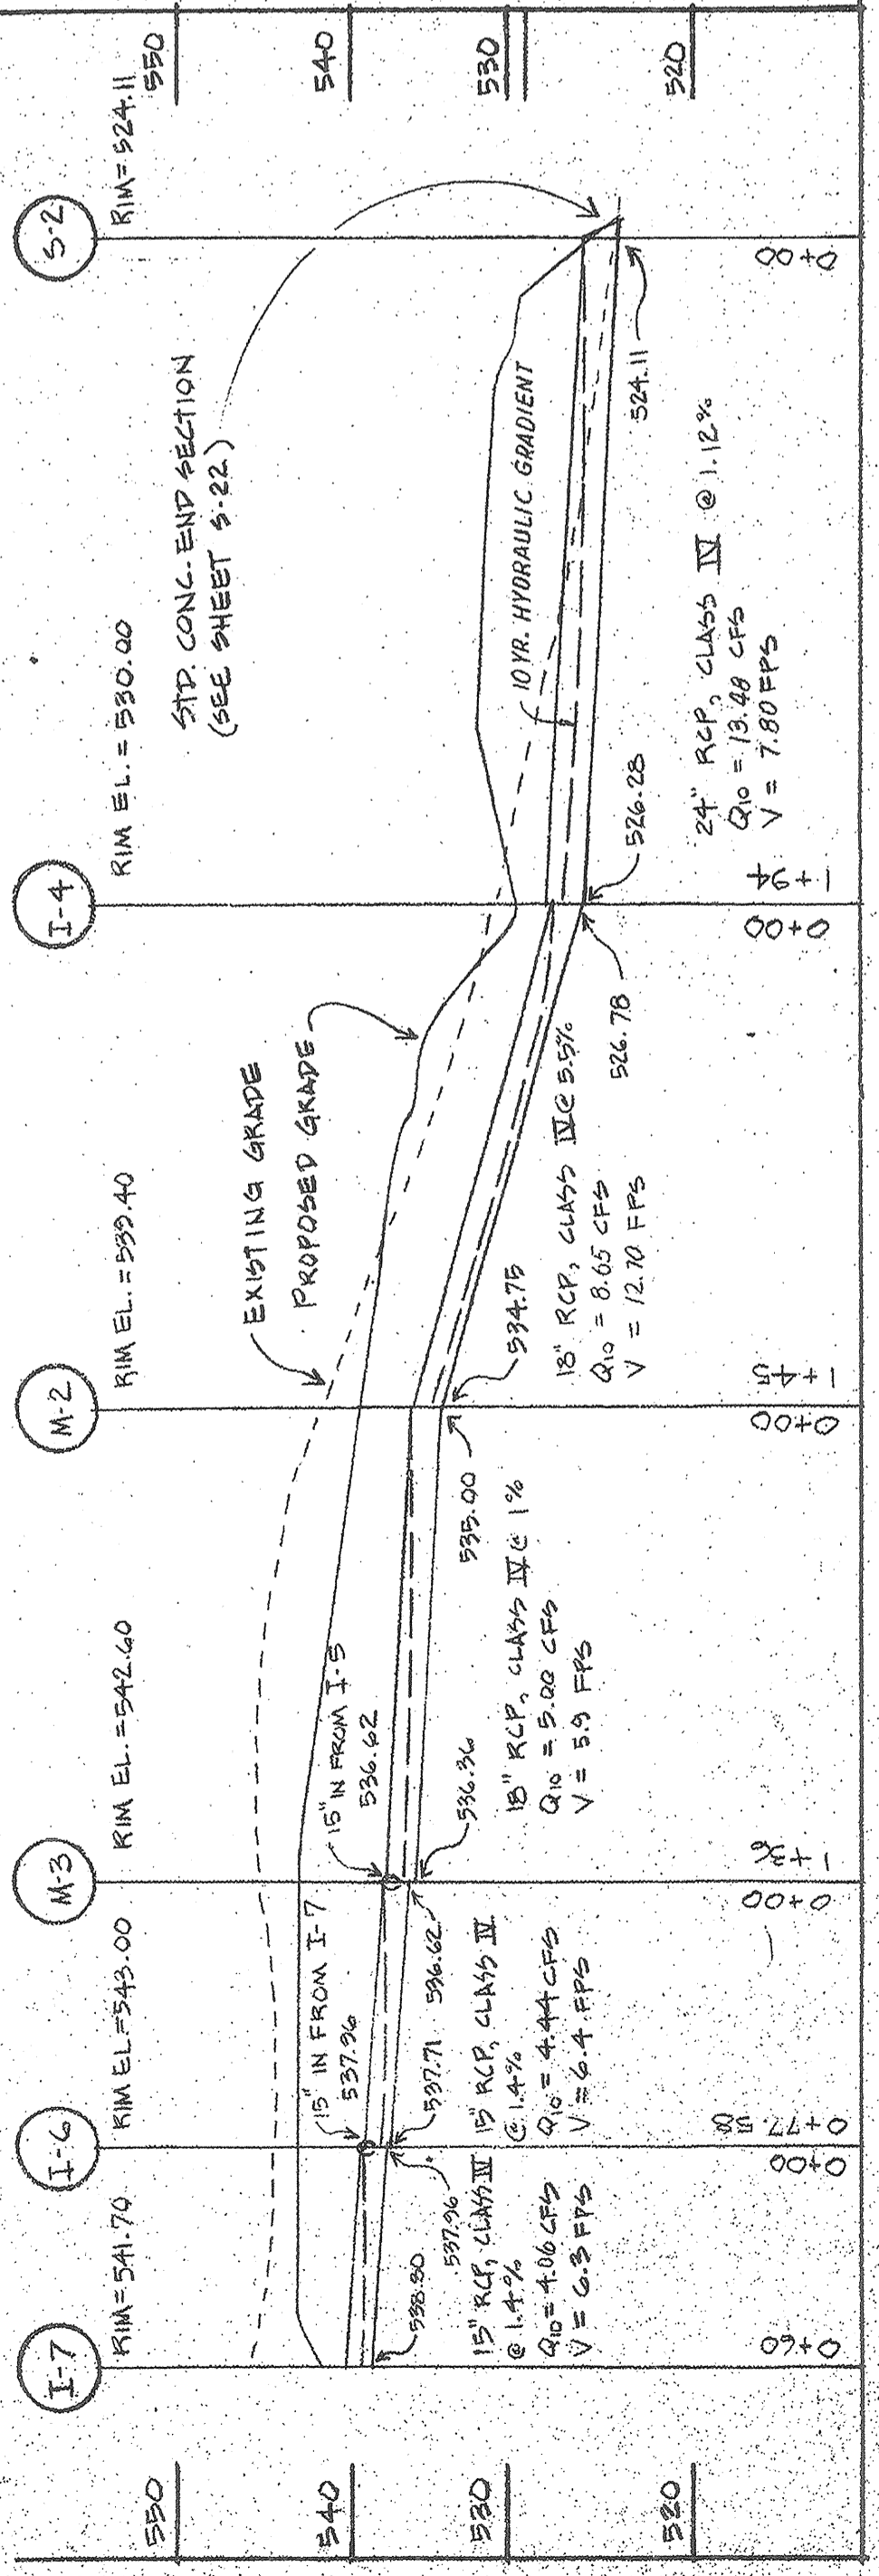 I-7
I-6
M-3
M-2
I-4
S-2
RIM = 541.70
RIM EL. = 543.00
RIM EL. = 542.60
RIM EL. = 539.40
RIM EL. = 530.00
RIM = 524.11
550
540
530
520
550
540
530
520
STD. CONC. END SECTION
(SEE SHEET S-22)
EXISTING GRADE
PROPOSED GRADE
10 YR. HYDRAULIC GRADIENT
15" IN FROM I-7
537.96
15" IN FROM I-5
536.62
538.80
537.96
537.71
536.62
536.36
535.00
534.75
526.78
526.28
524.11
15" RCP, CLASS IV
@ 1.4%
Q10 = 4.06 CFS
V = 6.3 FPS
15" RCP, CLASS IV
@ 1.4%
Q10 = 4.44 CFS
V = 6.4 FPS
18" RCP, CLASS IV @ 1%
Q10 = 5.00 CFS
V = 5.9 FPS
18" RCP, CLASS IV @ 5.5%
Q10 = 8.65 CFS
V = 12.70 FPS
24" RCP, CLASS IV @ 1.12%
Q10 = 13.48 CFS
V = 7.80 FPS
0+60
0+00
0+77.58
0+00
1+36
0+00
1+45
0+00
1+94
0+00